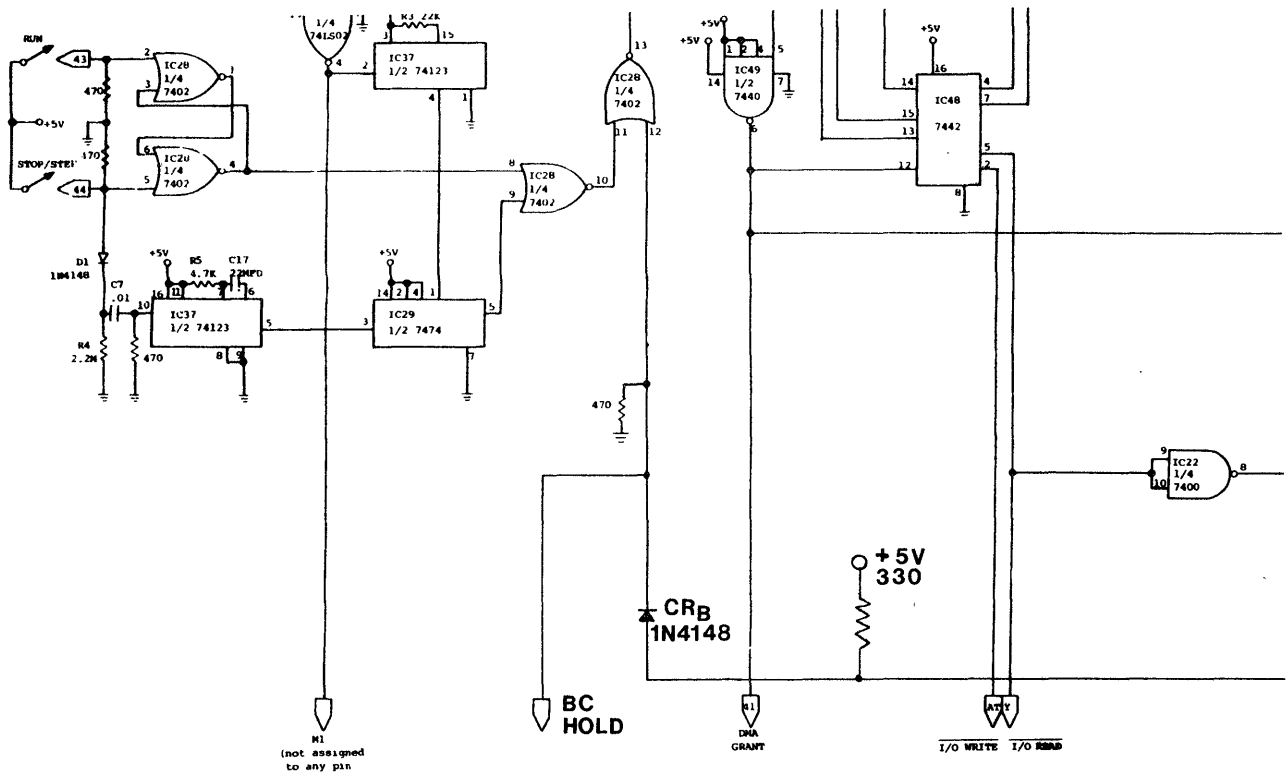 RUN
43
470
+5V
470
STOP/STEP
44
2
3
IC28
1/4
7402
6
5
1/4
7402
4
1/4
74LS02
4
R3 22K
3
15
IC37
1/2 74123
2
4
1
8
9
IC28
1/4
7402
10
13
IC28
1/4
7402
11
12
+5V
+5V
1
2
4
5
14
IC49
1/2
7440
7
6
+5V
16
14
15
13
12
IC48
7442
4
7
5
2
8
D1
1N4148
C7
.01
R4
2.2M
470
+5V
R5
4.7K
C17
22MFD
16
11
7
6
10
IC37
1/2 74123
5
8
9
+5V
14
2
4
1
3
IC29
1/2 7474
5
7
470
9
10
IC22
1/4
7400
8
+5V
330
CRB
1N4148
M1
(not assigned
to any pin
BC
HOLD
41
DMA
GRANT
AT
Y
I/O WRITE
I/O READ